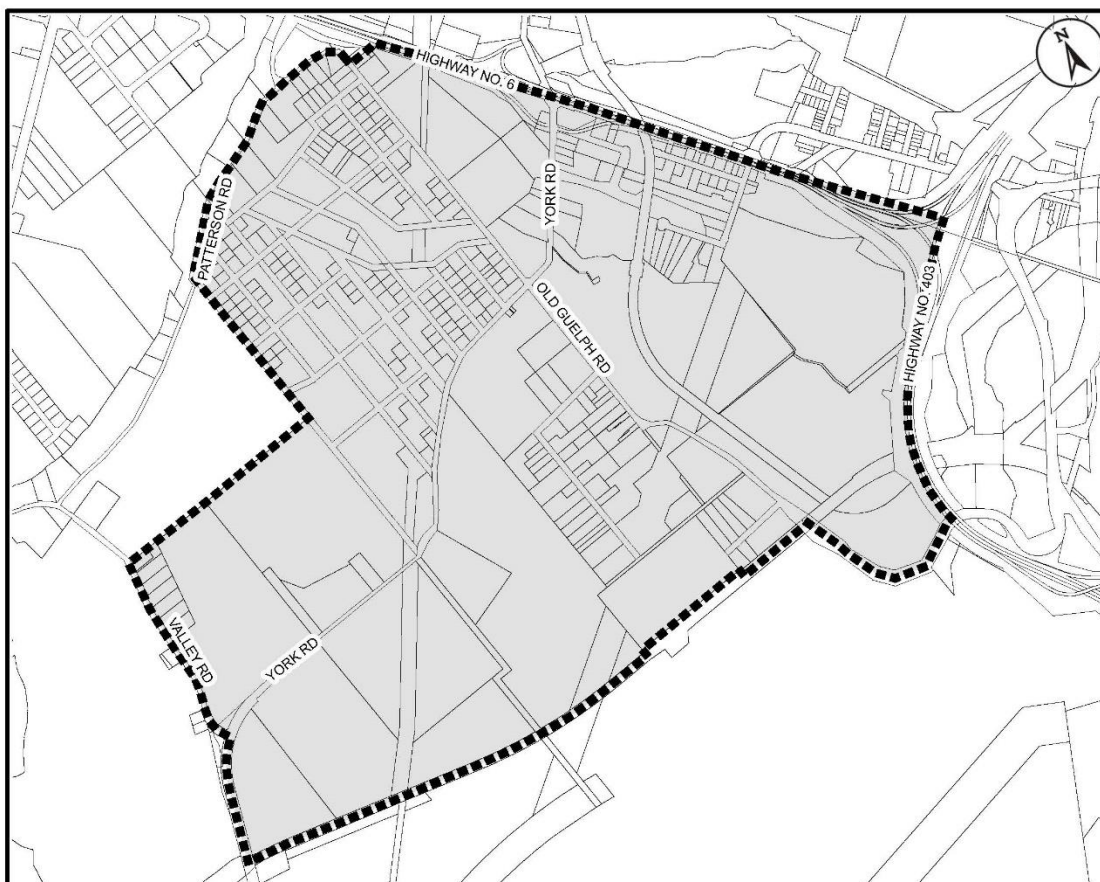 N
HIGHWAY NO. 6
YORK RD
PATTERSON RD
HIGHWAY NO. 403
OLD GUELPH RD
VALLEY RD
YORK RD